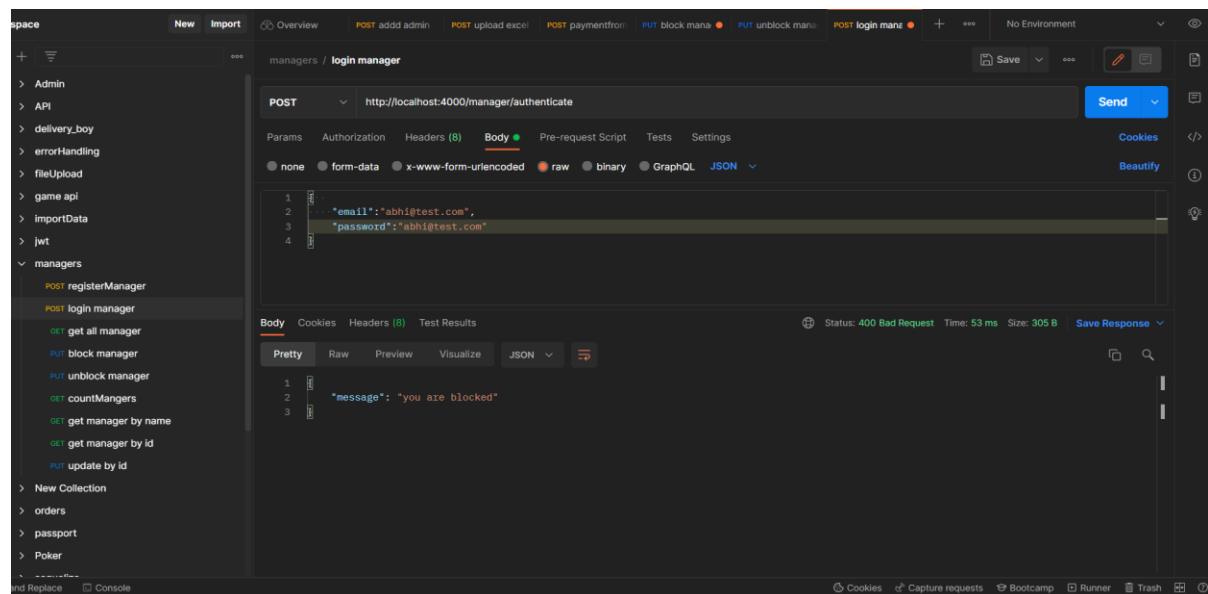 space New Import
Overview POST addd admin POST upload excel POST paymentfrom PUT block mana PUT unblock mana POST login mana No Environment
managers / login manager Save
Admin
API
delivery_boy
errorHandling
fileUpload
game api
importData
jwt
managers
POST registerManager
POST login manager
GET get all manager
PUT block manager
PUT unblock manager
GET countMangers
GET get manager by name
GET get manager by id
PUT update by id
New Collection
orders
passport
Poker
POST http://localhost:4000/manager/authenticate Send
Params Authorization Headers (8) Body Pre-request Script Tests Settings Cookies
none form-data x-www-form-urlencoded raw binary GraphQL JSON Beautify
1 {
2 "email":"abhi@test.com",
3 "password":"abhi@test.com"
4 }
Body Cookies Headers (8) Test Results Status: 400 Bad Request Time: 53 ms Size: 305 B Save Response
Pretty Raw Preview Visualize JSON
1 {
2 "message": "you are blocked"
3 }
and Replace Console Cookies Capture requests Bootcamp Runner Trash